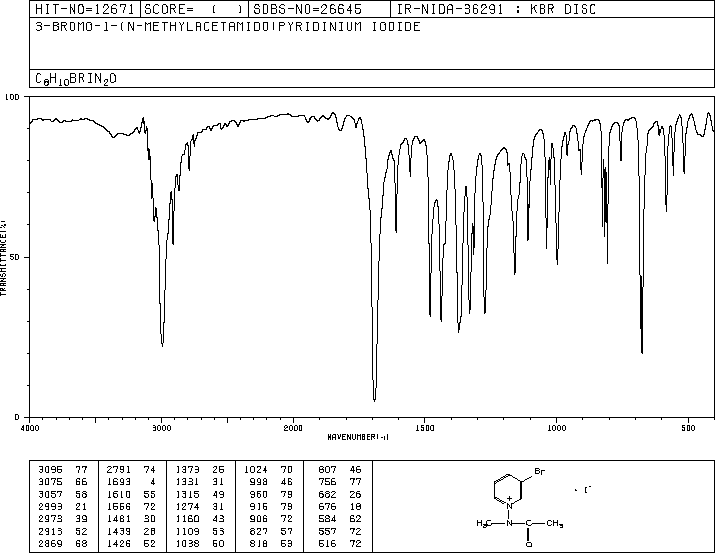 HIT-NO=12671 SCORE= ( ) SDBS-NO=26645 IR-NIDA-36291 : KBR DISC
3-BROMO-1-(N-METHYLACETAMIDO)PYRIDINIUM IODIDE
C8H10BRIN2O
100
50
0
TRANSMITTANCE(%)
4000 3000 2000 1500 1000 500
WAVENUMBER(-1)
3095 77 2791 74 1373 26 1024 70 807 46
3075 66 1693 4 1331 31 998 46 756 77
3057 58 1610 55 1315 49 960 79 682 26
2993 21 1556 72 1274 31 916 79 676 18
2973 39 1481 30 1160 43 906 72 584 62
2913 52 1439 28 1109 53 827 57 557 72
2869 68 1426 52 1038 50 818 53 516 72
Br
N+
· I-
H3C N C CH3
O